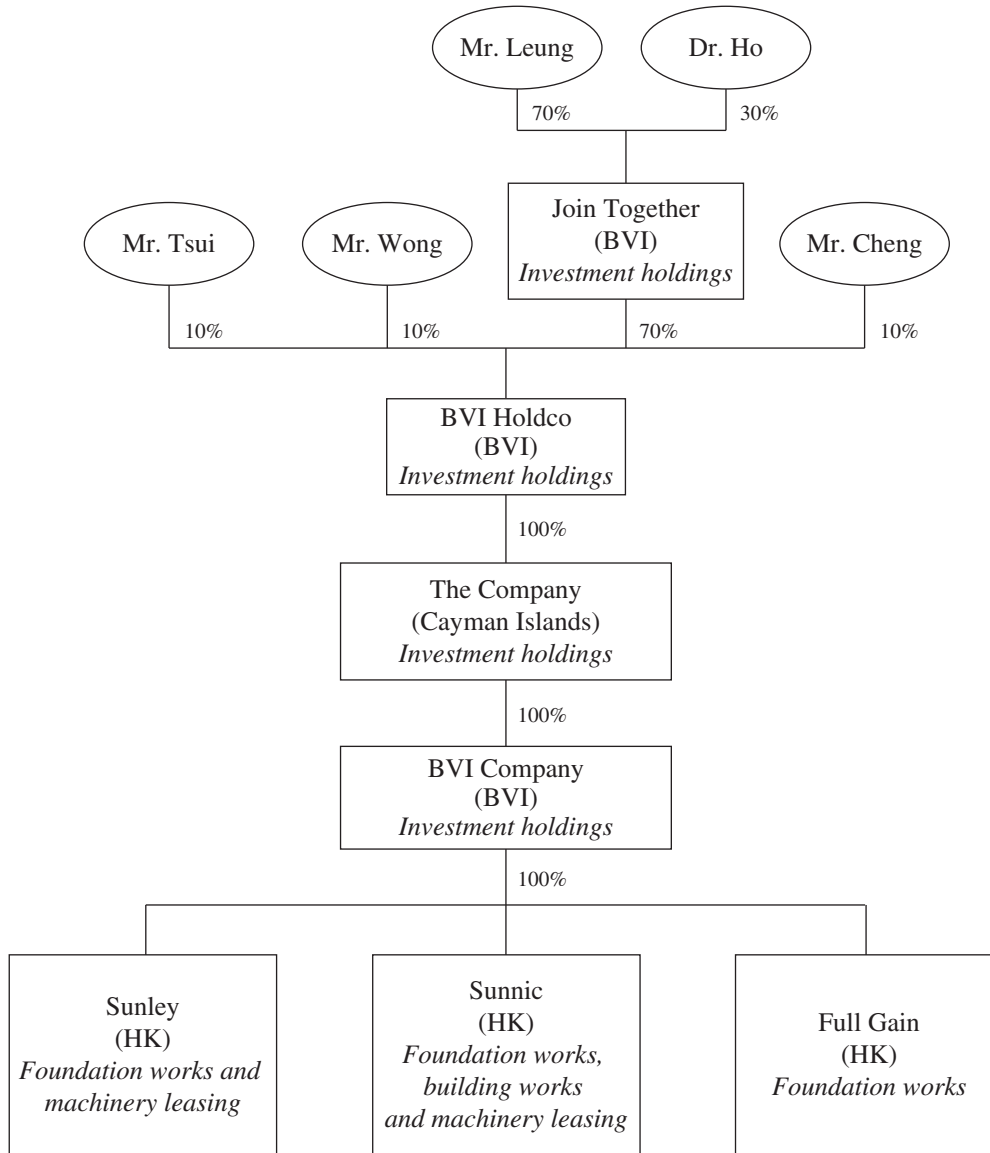 Mr. Leung
Dr. Ho
70%
30%
Join Together
(BVI)
Investment holdings
Mr. Tsui
Mr. Wong
Mr. Cheng
10%
10%
70%
10%
BVI Holdco
(BVI)
Investment holdings
100%
The Company
(Cayman Islands)
Investment holdings
100%
BVI Company
(BVI)
Investment holdings
100%
Sunley
(HK)
Foundation works and
machinery leasing
Sunnic
(HK)
Foundation works,
building works
and machinery leasing
Full Gain
(HK)
Foundation works